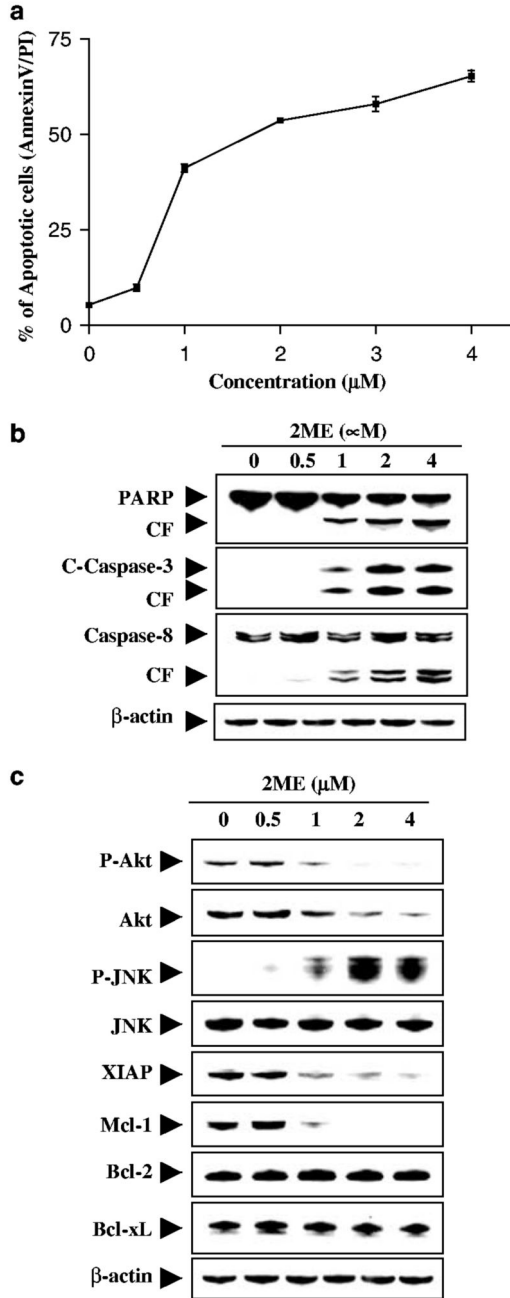 a
% of Apoptotic cells (AnnexinV/PI)
75
50
25
0
0 1 2 3 4
Concentration (μM)
b
2ME (∝M)
0 0.5 1 2 4
PARP
CF
C-Caspase-3
CF
Caspase-8
CF
β-actin
c
2ME (μM)
0 0.5 1 2 4
P-Akt
Akt
P-JNK
JNK
XIAP
Mcl-1
Bcl-2
Bcl-xL
β-actin